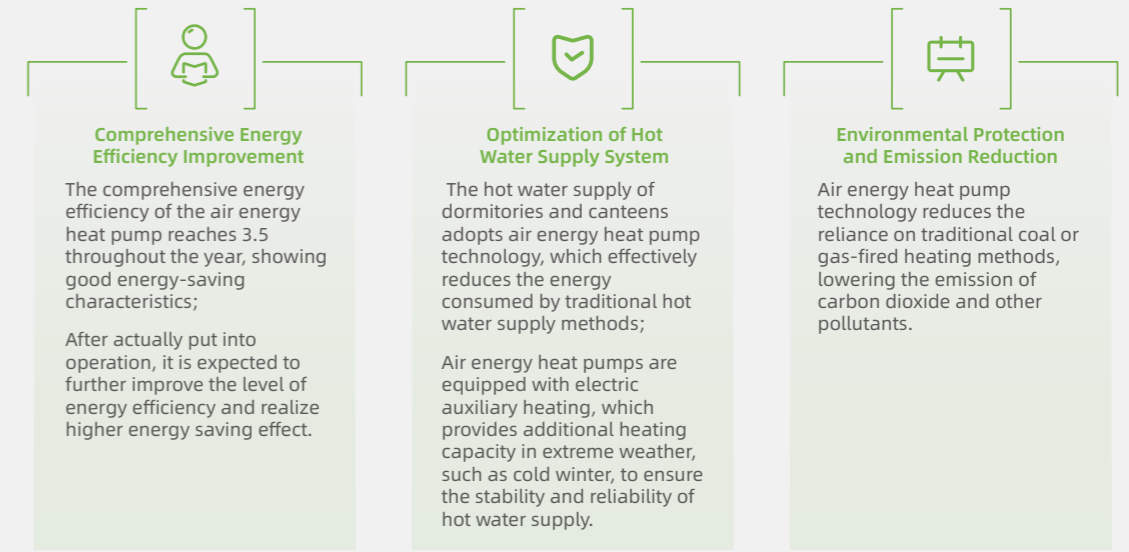 Comprehensive Energy
Efficiency Improvement
The comprehensive energy
efficiency of the air energy
heat pump reaches 3.5
throughout the year, showing
good energy-saving
characteristics;
After actually put into
operation, it is expected to
further improve the level of
energy efficiency and realize
higher energy saving effect.
Optimization of Hot
Water Supply System
The hot water supply of
dormitories and canteens
adopts air energy heat pump
technology, which effectively
reduces the energy
consumed by traditional hot
water supply methods;
Air energy heat pumps are
equipped with electric
auxiliary heating, which
provides additional heating
capacity in extreme weather,
such as cold winter, to ensure
the stability and reliability of
hot water supply.
Environmental Protection
and Emission Reduction
Air energy heat pump
technology reduces the
reliance on traditional coal or
gas-fired heating methods,
lowering the emission of
carbon dioxide and other
pollutants.